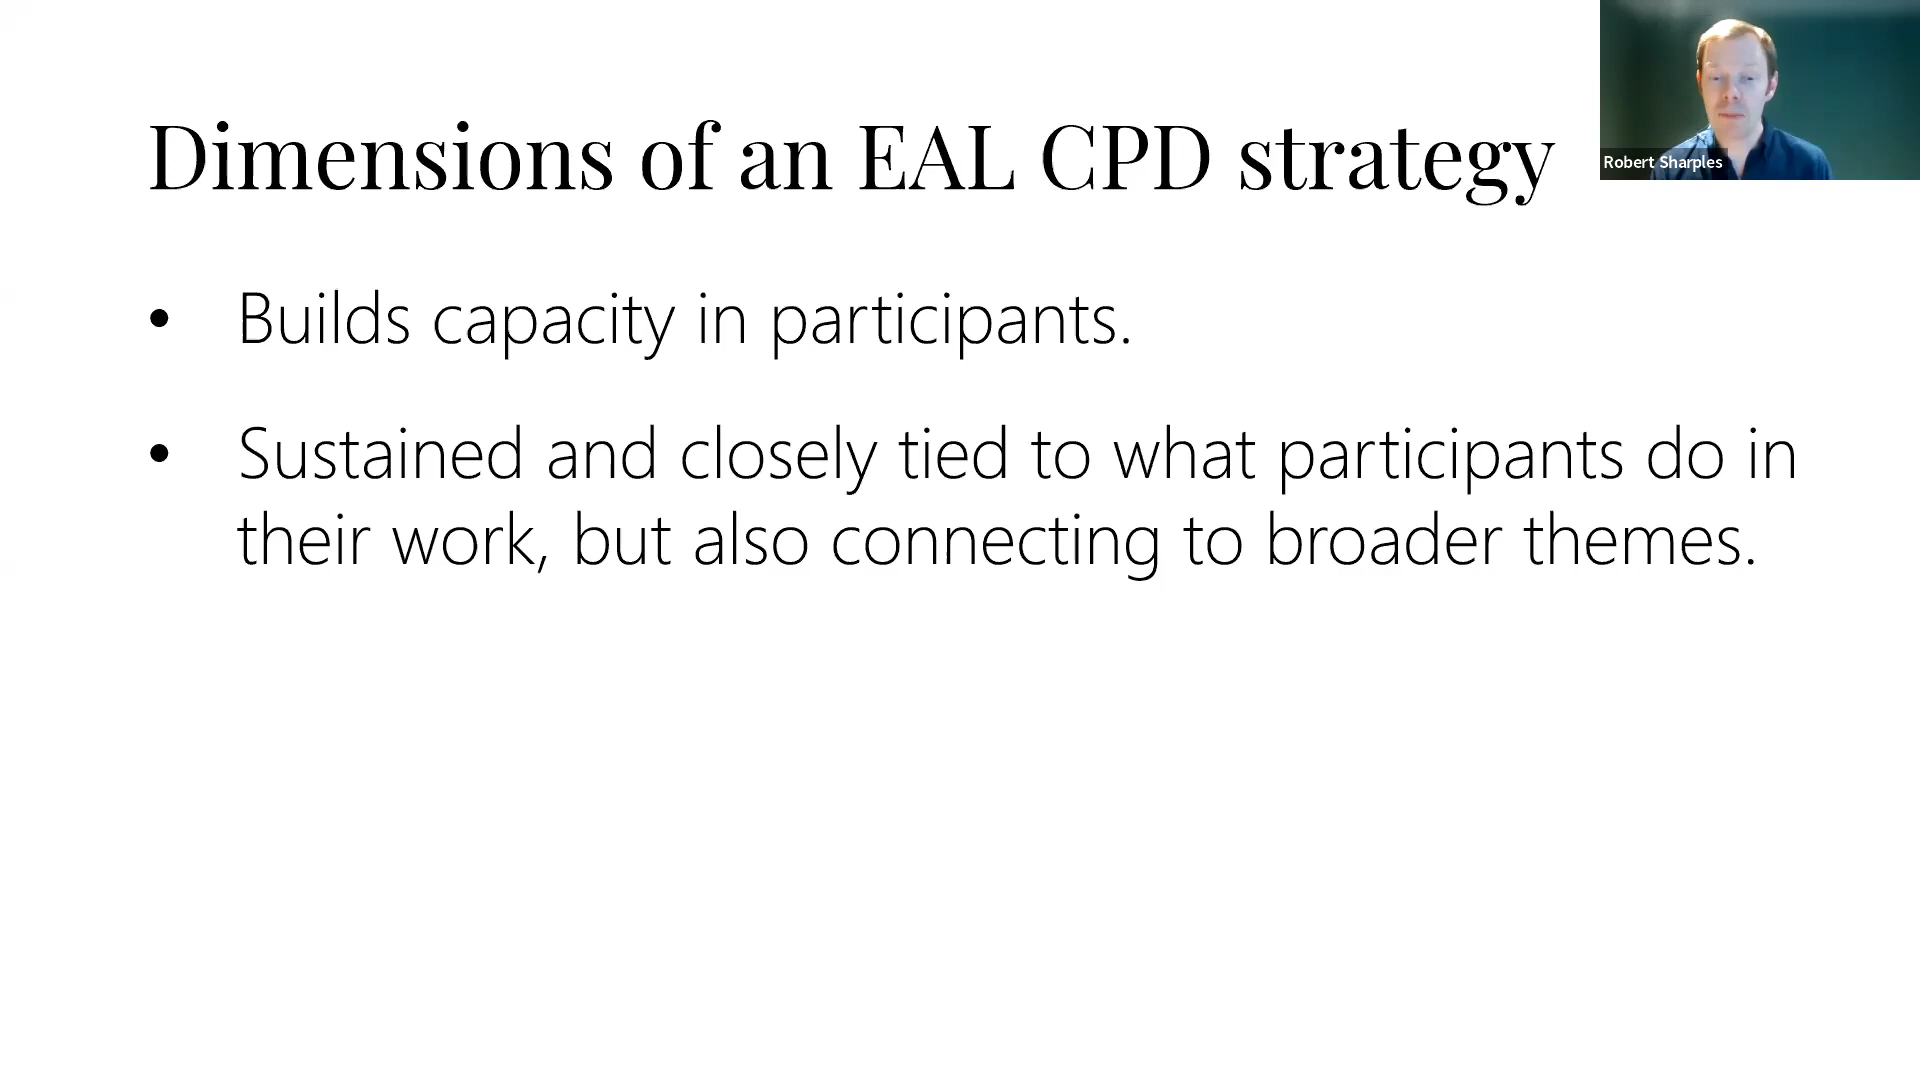 Dimensions of an EAL CPD strategy
Robert Sharples
• Builds capacity in participants.
• Sustained and closely tied to what participants do in
their work, but also connecting to broader themes.